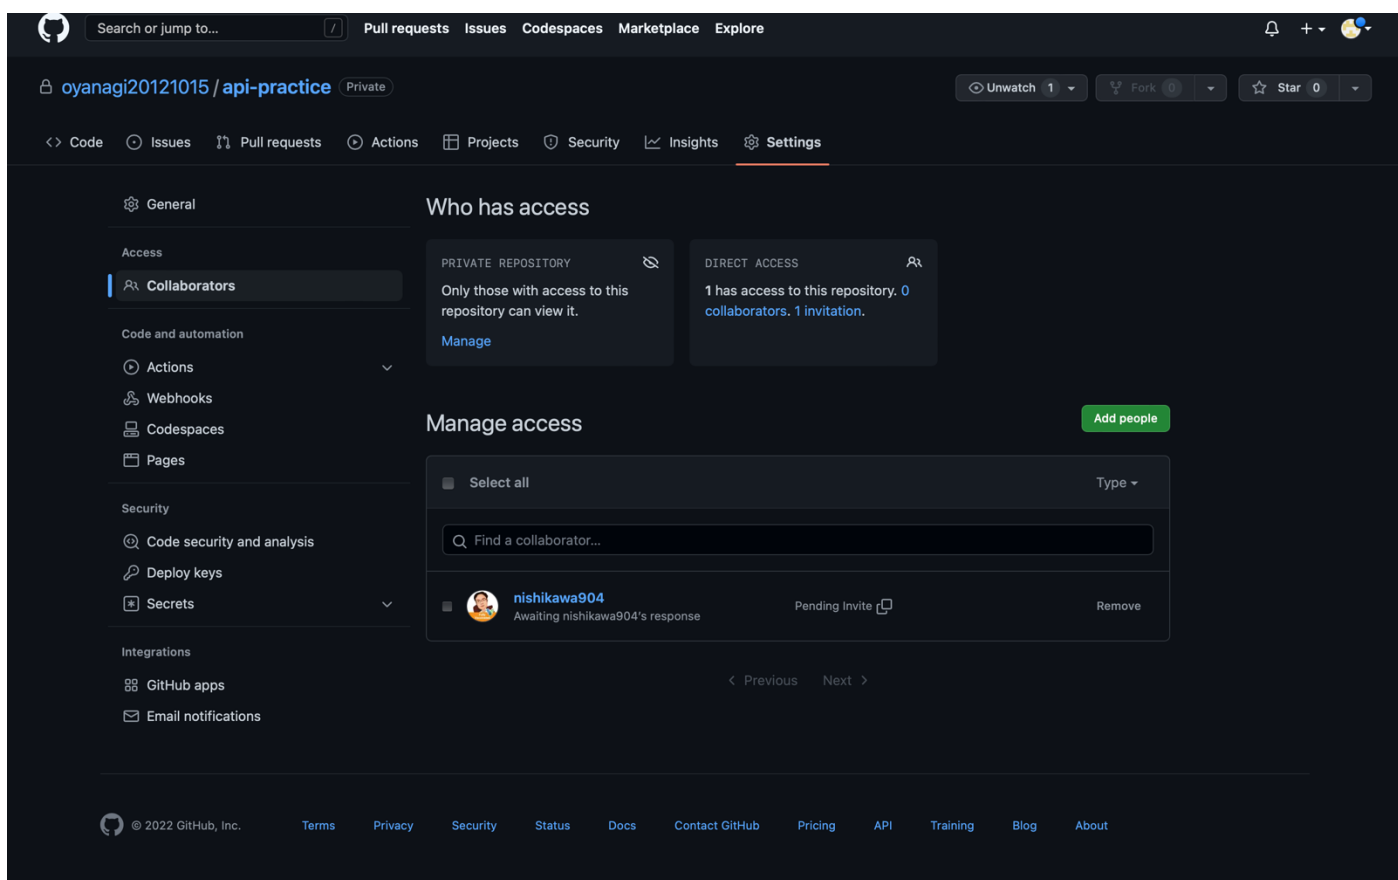 Search or jump to... / Pull requests Issues Codespaces Marketplace Explore
oyanagi20121015 / api-practice Private
Unwatch 1 Fork 0 Star 0
Code Issues Pull requests Actions Projects Security Insights Settings
General
Access
Collaborators
Code and automation
Actions
Webhooks
Codespaces
Pages
Security
Code security and analysis
Deploy keys
Secrets
Integrations
GitHub apps
Email notifications
Who has access
PRIVATE REPOSITORY
Only those with access to this
repository can view it.
Manage
DIRECT ACCESS
1 has access to this repository. 0
collaborators. 1 invitation.
Manage access
Add people
Select all
Type
Find a collaborator...
nishikawa904
Awaiting nishikawa904's response
Pending Invite
Remove
Previous Next
© 2022 GitHub, Inc. Terms Privacy Security Status Docs Contact GitHub Pricing API Training Blog About